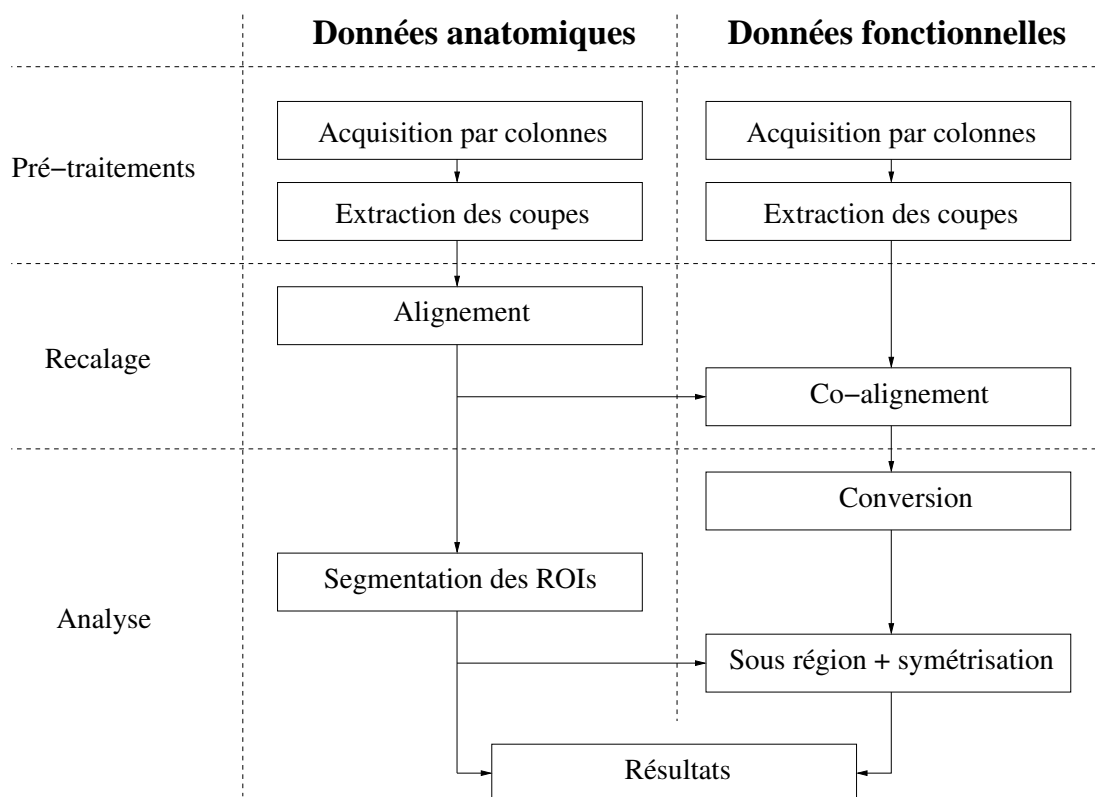 Données anatomiques
Données fonctionnelles
Pré−traitements
Acquisition par colonnes
Acquisition par colonnes
Extraction des coupes
Extraction des coupes
Recalage
Alignement
Co−alignement
Analyse
Conversion
Segmentation des ROIs
Sous région + symétrisation
Résultats